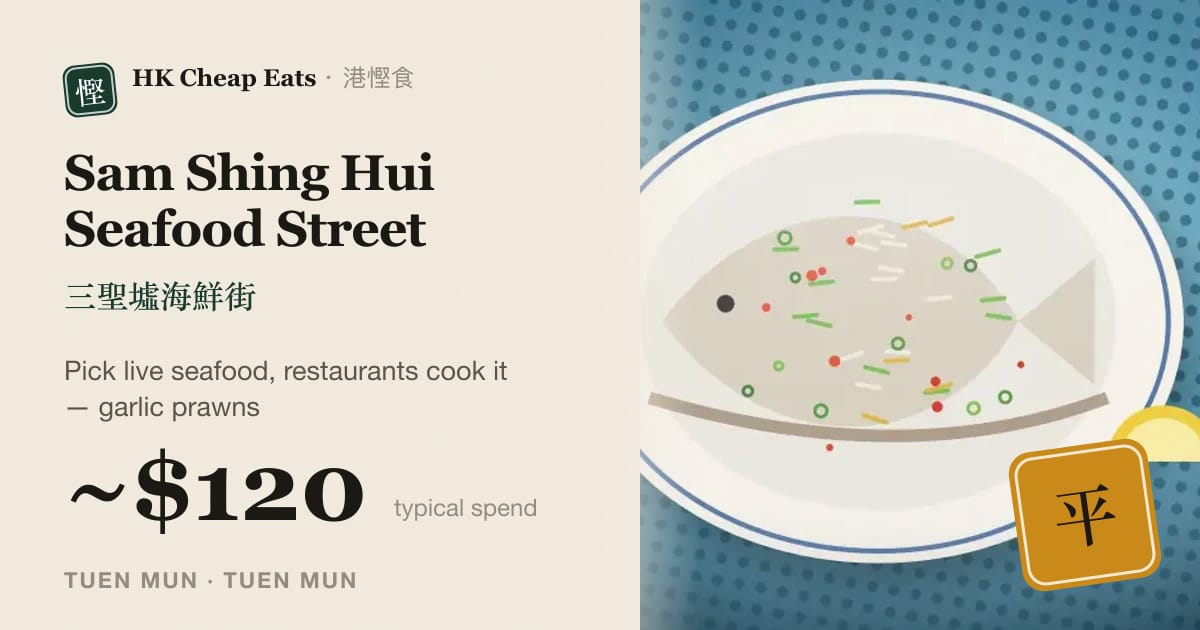 慳 HK Cheap Eats · 港慳食
Sam Shing Hui
Seafood Street
三聖墟海鮮街
Pick live seafood, restaurants cook it
— garlic prawns
~$120 typical spend
TUEN MUN · TUEN MUN
平